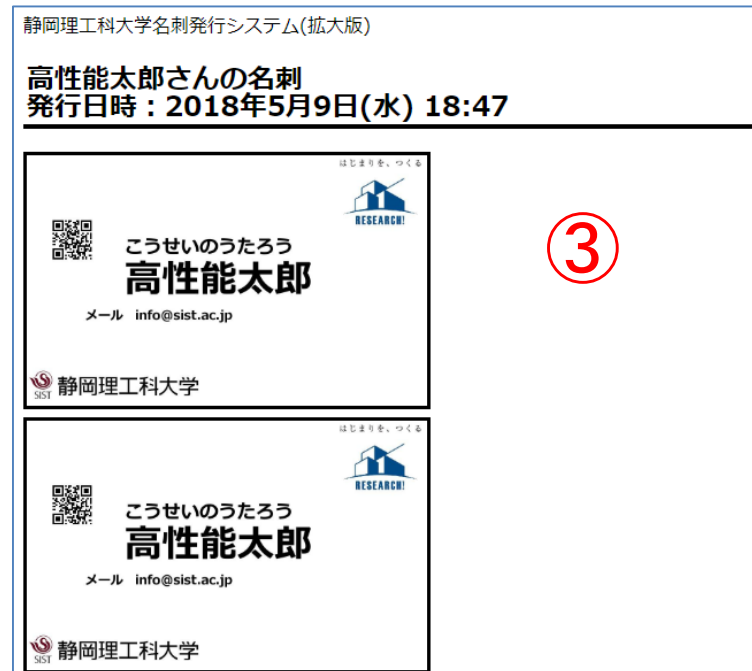 静岡理工科大学名刺発行システム(拡大版)
高性能太郎さんの名刺
発行日時：2018年5月9日(水) 18:47
はじまりを、つくる
RESEARCH!
こうせいのうたろう
高性能太郎
メール info@sist.ac.jp
SIST 静岡理工科大学
③
はじまりを、つくる
RESEARCH!
こうせいのうたろう
高性能太郎
メール info@sist.ac.jp
SIST 静岡理工科大学